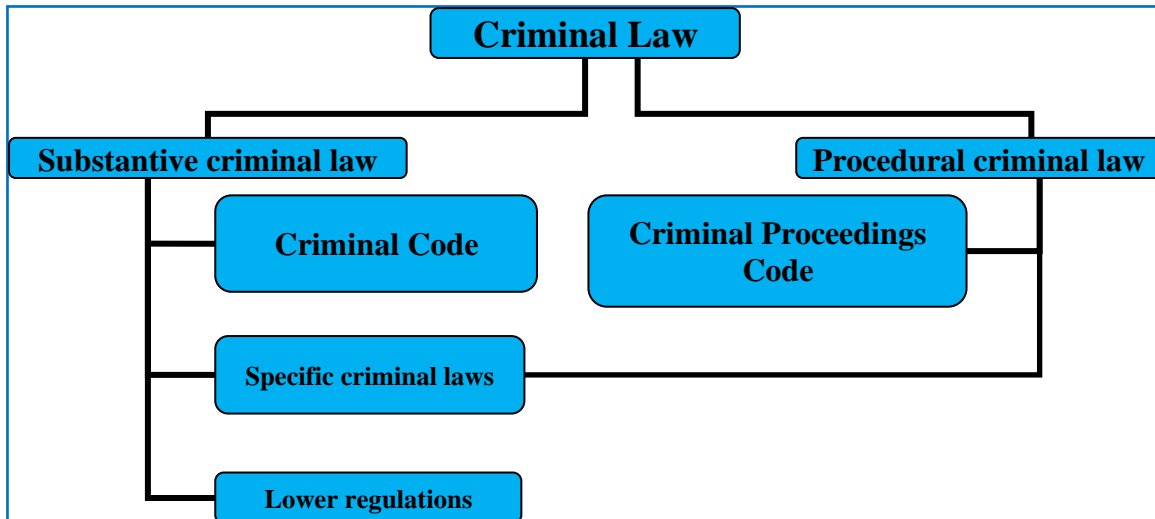 Criminal Law
Substantive criminal law
Procedural criminal law
Criminal Code
Criminal Proceedings
Code
Specific criminal laws
Lower regulations